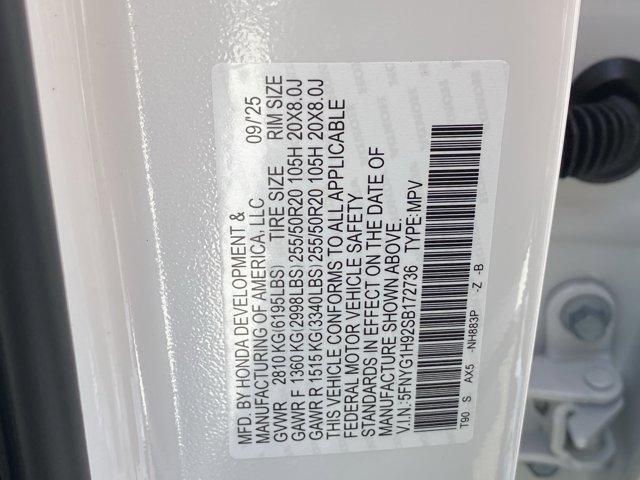 MFD. BY HONDA DEVELOPMENT & 09/'25
MANUFACTURING OF AMERICA, LLC
GVWR 2810 KG(6195LBS) TIRE SIZE RIM SIZE
GAWR F 1360 KG(2998LBS) 255/50R20 105H 20X8.0J
GAWR R 1515 KG(3340LBS) 255/50R20 105H 20X8.0J
THIS VEHICLE CONFORMS TO ALL APPLICABLE
FEDERAL MOTOR VEHICLE SAFETY
STANDARDS IN EFFECT ON THE DATE OF
MANUFACTURE SHOWN ABOVE.
V.I.N:5FNYG1H92SB172736 TYPE:MPV
T90 S AX5 -NH883P -Z -B